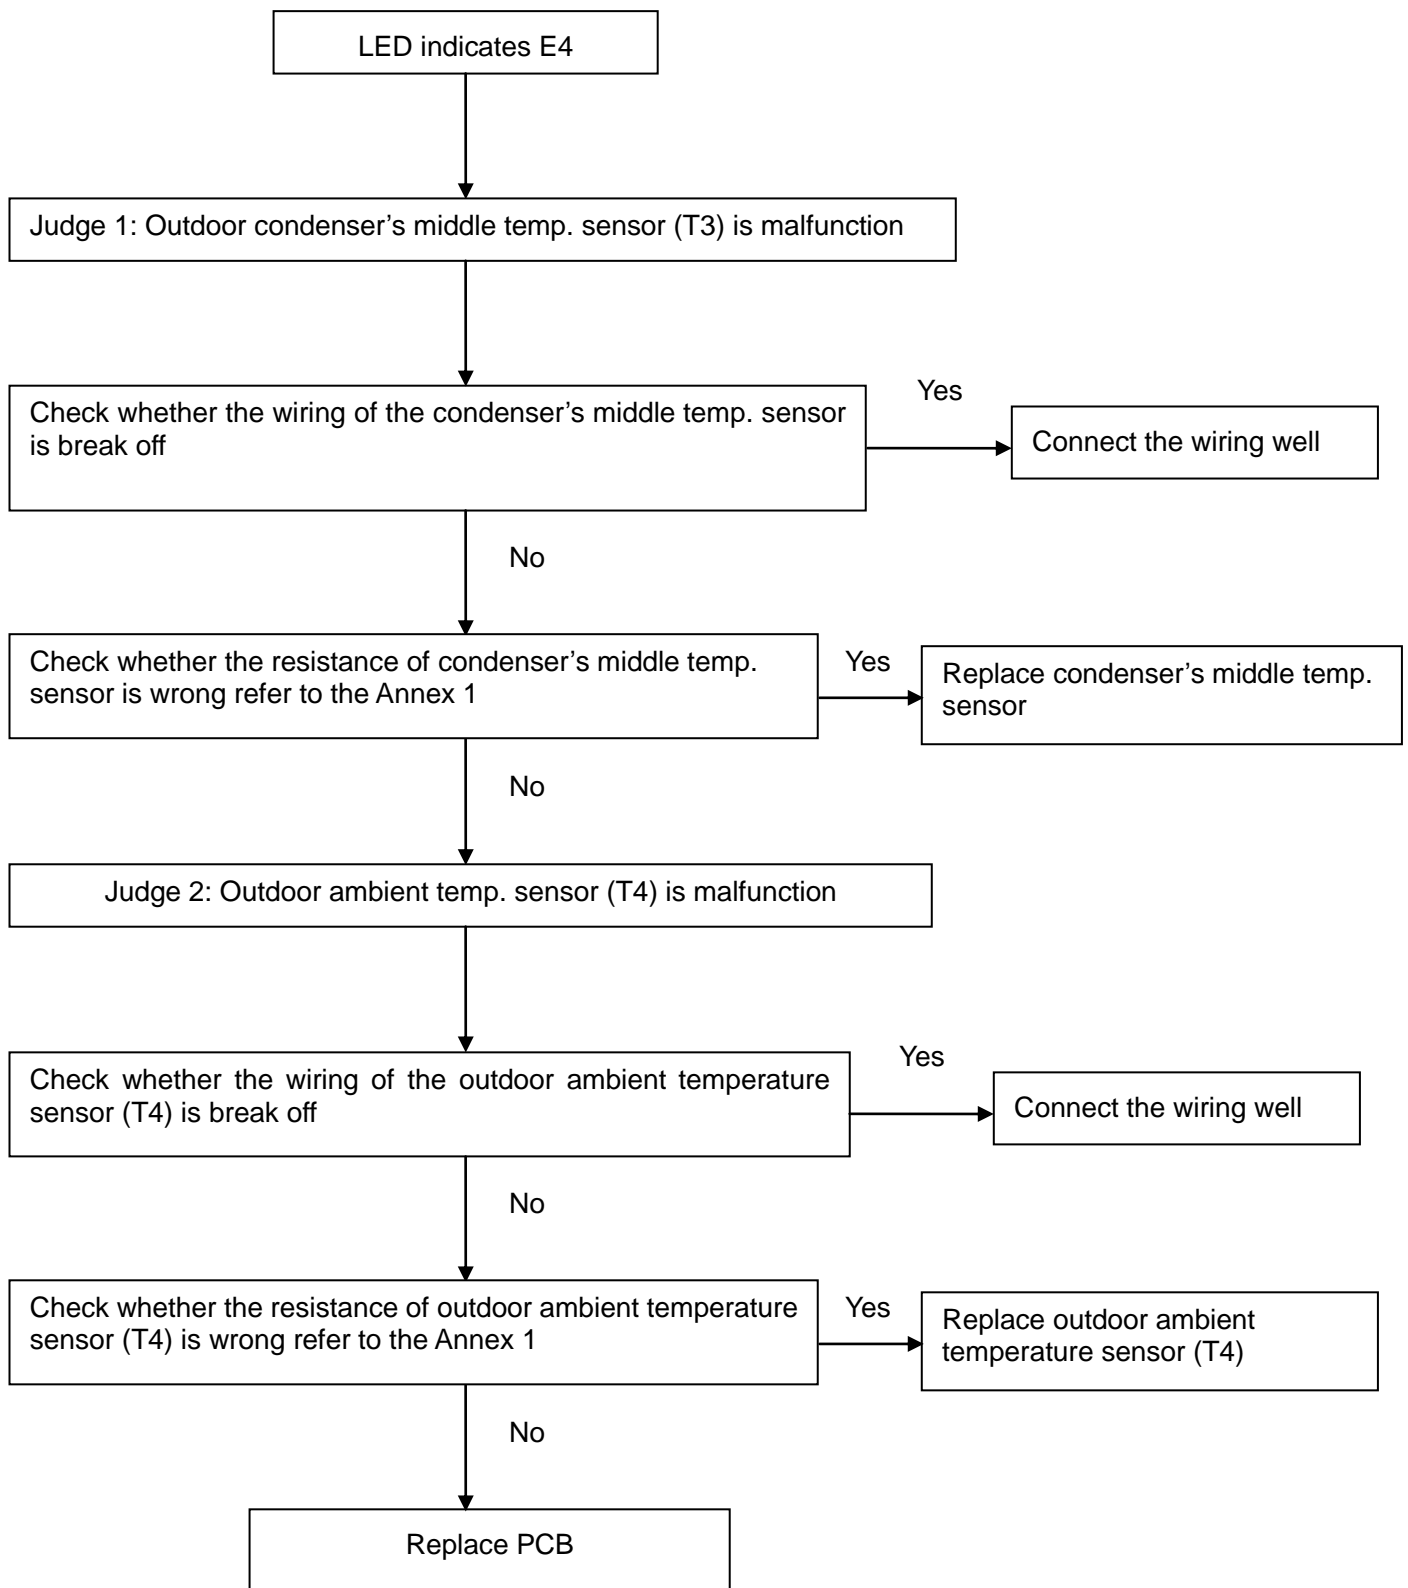 LED indicates E4
Judge 1: Outdoor condenser’s middle temp. sensor (T3) is malfunction
Yes
Check whether the wiring of the condenser’s middle temp. sensor
is break off
Connect the wiring well
No
Check whether the resistance of condenser’s middle temp.
sensor is wrong refer to the Annex 1
Yes
Replace condenser’s middle temp.
sensor
No
Judge 2: Outdoor ambient temp. sensor (T4) is malfunction
Yes
Check whether the wiring of the outdoor ambient temperature
sensor (T4) is break off
Connect the wiring well
No
Check whether the resistance of outdoor ambient temperature
sensor (T4) is wrong refer to the Annex 1
Yes
Replace outdoor ambient
temperature sensor (T4)
No
Replace PCB